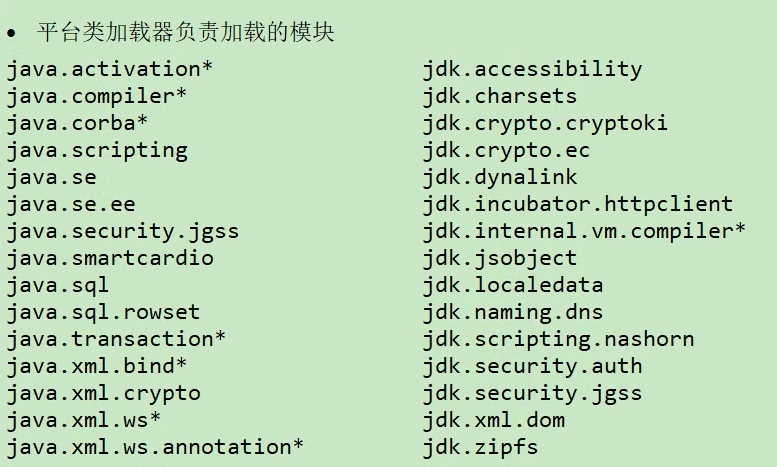 • 平台类加载器负责加载的模块
java.activation* jdk.accessibility
java.compiler* jdk.charsets
java.corba* jdk.crypto.cryptoki
java.scripting jdk.crypto.ec
java.se jdk.dynalink
java.se.ee jdk.incubator.httpclient
java.security.jgss jdk.internal.vm.compiler*
java.smartcardio jdk.jsobject
java.sql jdk.localedata
java.sql.rowset jdk.naming.dns
java.transaction* jdk.scripting.nashorn
java.xml.bind* jdk.security.auth
java.xml.crypto jdk.security.jgss
java.xml.ws* jdk.xml.dom
java.xml.ws.annotation* jdk.zipfs